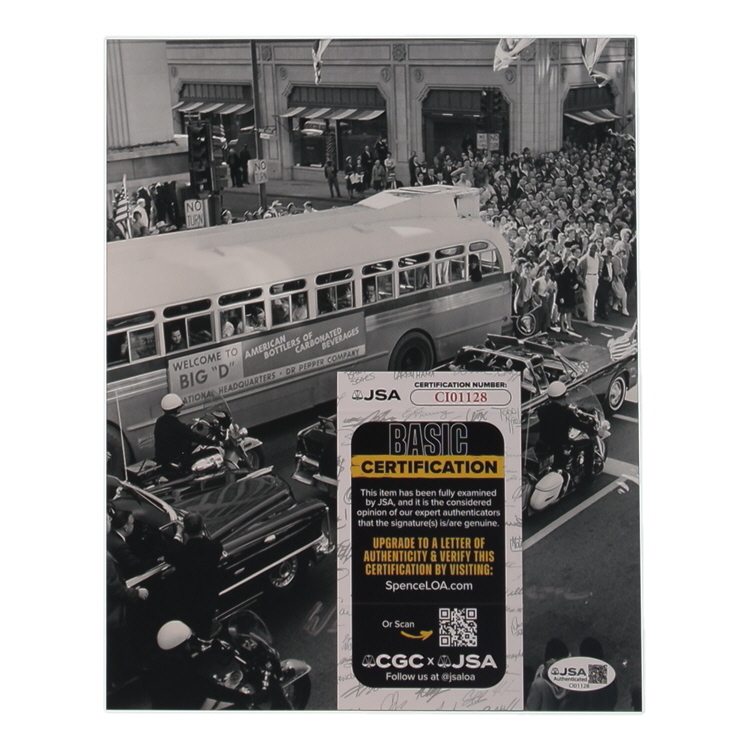 NO
TURN
NO
TURN
WELCOME TO
BIG "D"
AMERICAN
BOTTLERS OF
CARBONATED
BEVERAGES
NATIONAL HEADQUARTERS · DR PEPPER COMPANY
JSA
CERTIFICATION NUMBER:
CI01128
BASIC
CERTIFICATION
This item has been fully examined
by JSA, and it is the considered
opinion of our expert authenticators
that the signature(s) is/are genuine.
UPGRADE TO A LETTER OF
AUTHENTICITY & VERIFY THIS
CERTIFICATION BY VISITING:
SpenceLOA.com
Or Scan
CGC x JSA
Follow us at @jsaloa
JSA
Authenticated
CI01128